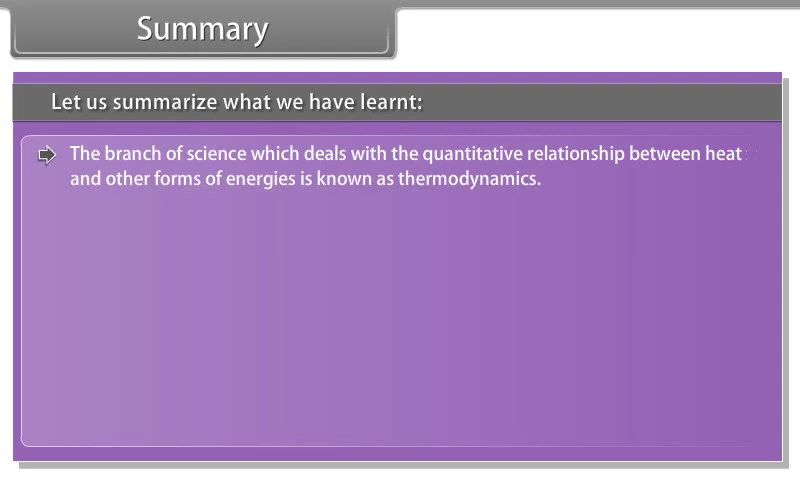 Summary
Let us summarize what we have learnt:
The branch of science which deals with the quantitative relationship between heat
and other forms of energies is known as thermodynamics.